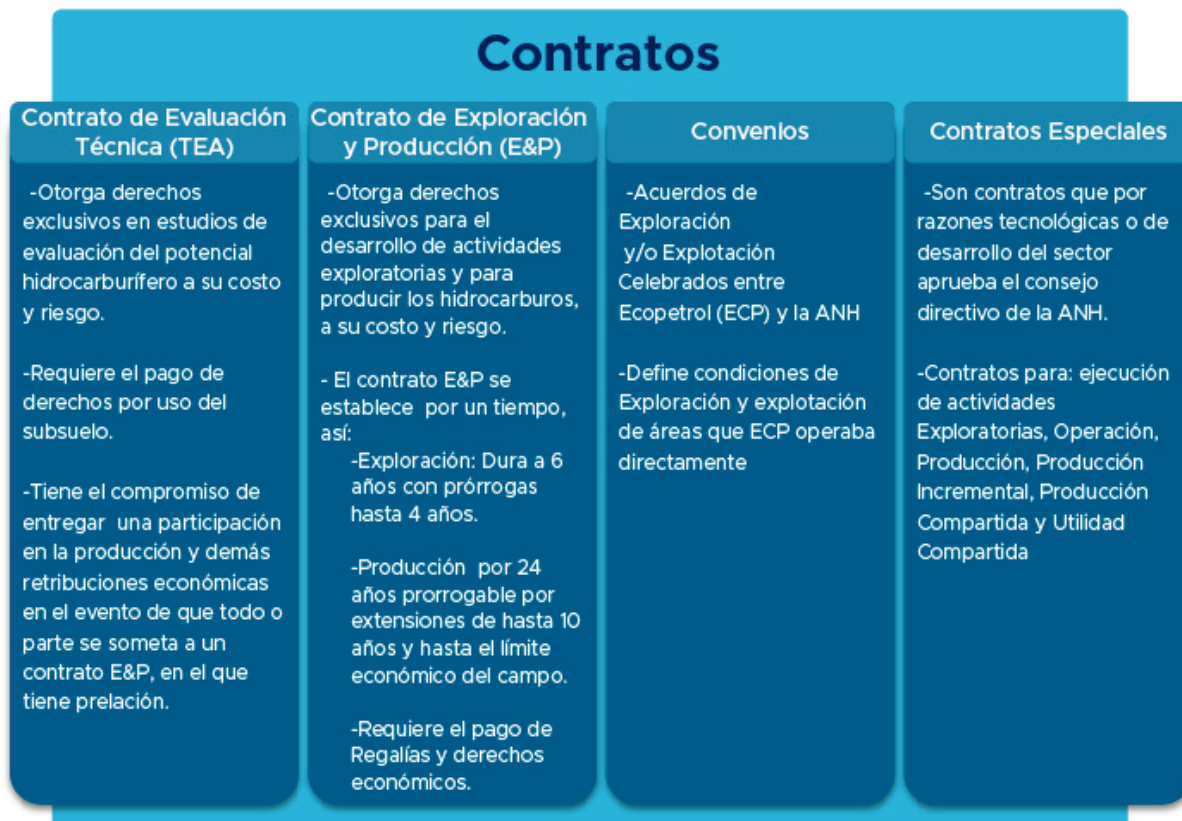 Contratos
Contrato de Evaluación
Técnica (TEA)
-Otorga derechos
exclusivos en estudios de
evaluación del potencial
hidrocarburífero a su costo
y riesgo.
-Requiere el pago de
derechos por uso del
subsuelo.
-Tiene el compromiso de
entregar una participación
en la producción y demás
retribuciones económicas
en el evento de que todo o
parte se someta a un
contrato E&P, en el que
tiene prelación.
Contrato de Exploración
y Producción (E&P)
-Otorga derechos
exclusivos para el
desarrollo de actividades
exploratorias y para
producir los hidrocarburos,
a su costo y riesgo.
- El contrato E&P se
establece por un tiempo,
así:
-Exploración: Dura a 6
años con prórrogas
hasta 4 años.
-Producción por 24
años prorrogable por
extensiones de hasta 10
años y hasta el límite
económico del campo.
-Requiere el pago de
Regalías y derechos
económicos.
Convenios
-Acuerdos de
Exploración
y/o Explotación
Celebrados entre
Ecopetrol (ECP) y la ANH
-Define condiciones de
Exploración y explotación
de áreas que ECP operaba
directamente
Contratos Especiales
-Son contratos que por
razones tecnológicas o de
desarrollo del sector
aprueba el consejo
directivo de la ANH.
-Contratos para: ejecución
de actividades
Exploratorias, Operación,
Producción, Producción
Incremental, Producción
Compartida y Utilidad
Compartida